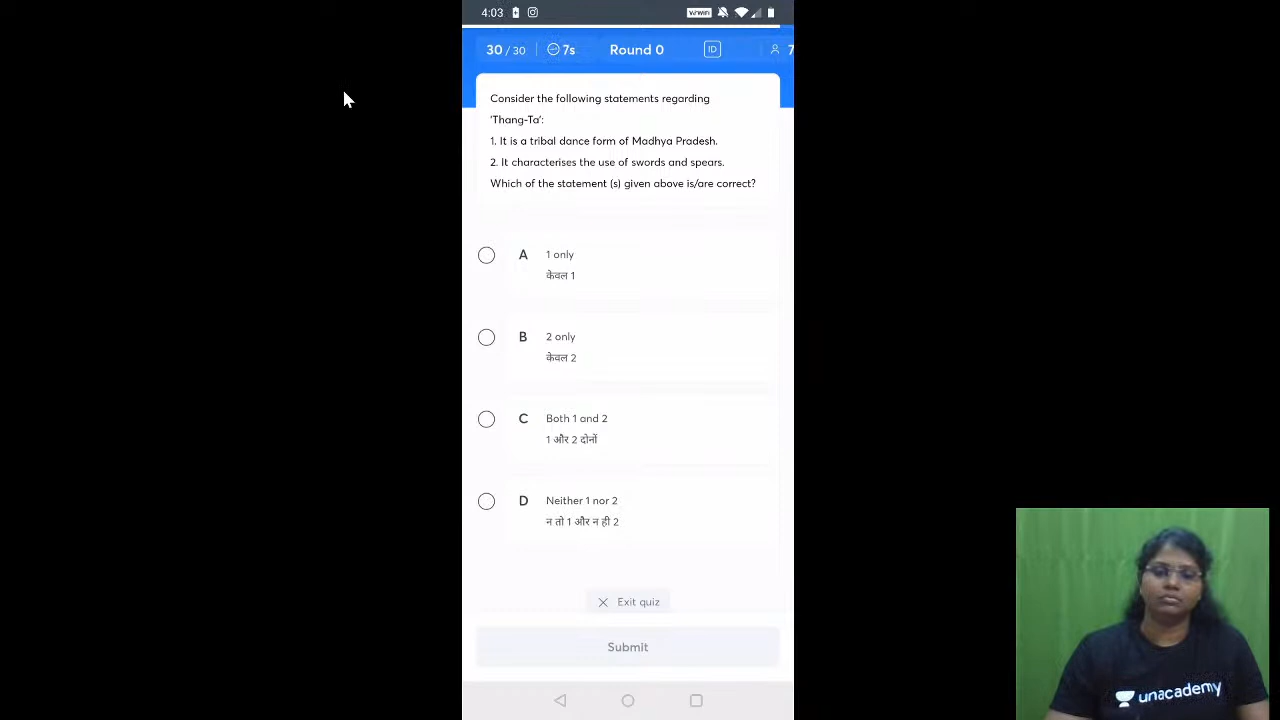 4:03
30 / 30
7s
Round 0
7
Consider the following statements regarding
'Thang-Ta':
1. It is a tribal dance form of Madhya Pradesh.
2. It characterises the use of swords and spears.
Which of the statement (s) given above is/are correct?
A
1 only
केवल 1
B
2 only
केवल 2
C
Both 1 and 2
1 और 2 दोनों
D
Neither 1 nor 2
न तो 1 और न ही 2
Exit quiz
Submit
unacademy